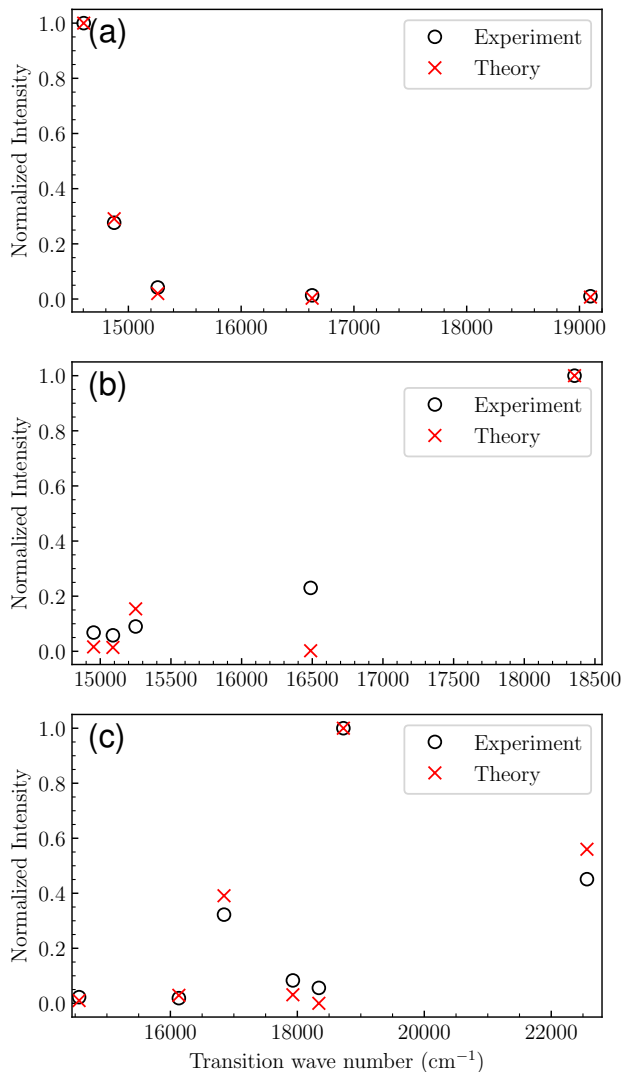 (a)
Experiment
Theory
Normalized Intensity
1.0
0.8
0.6
0.4
0.2
0.0
15000 16000 17000 18000 19000
(b)
Experiment
Theory
Normalized Intensity
1.0
0.8
0.6
0.4
0.2
0.0
15000 15500 16000 16500 17000 17500 18000 18500
(c)
Experiment
Theory
Normalized Intensity
1.0
0.8
0.6
0.4
0.2
0.0
16000 18000 20000 22000
Transition wave number (cm⁻¹)